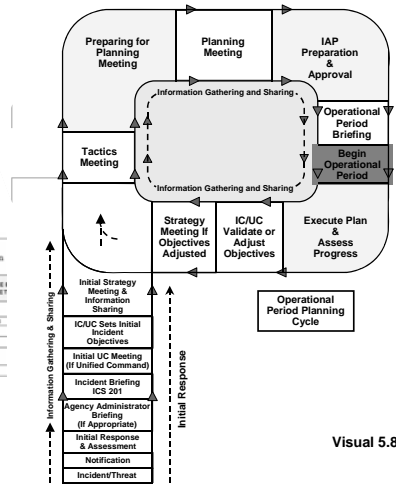 Preparing for
Planning
Meeting
Planning
Meeting
IAP
Preparation
&
Approval
Information Gathering and Sharing
Operational
Period
Briefing
Tactics
Meeting
Begin
Operational
Period
*Information Gathering and Sharing
Strategy
Meeting If
Objectives
Adjusted
IC/UC
Validate or
Adjust
Objectives
Execute Plan
&
Assess
Progress
Initial Strategy
Meeting &
Information
Sharing
IC/UC Sets Initial
Incident
Objectives
Initial UC Meeting
(If Unified Command)
Incident Briefing
ICS 201
Agency Administrator
Briefing
(If Appropriate)
Initial Response
& Assessment
Notification
Incident/Threat
Information Gathering & Sharing
Initial Response
Operational
Period Planning
Cycle
Visual 5.8